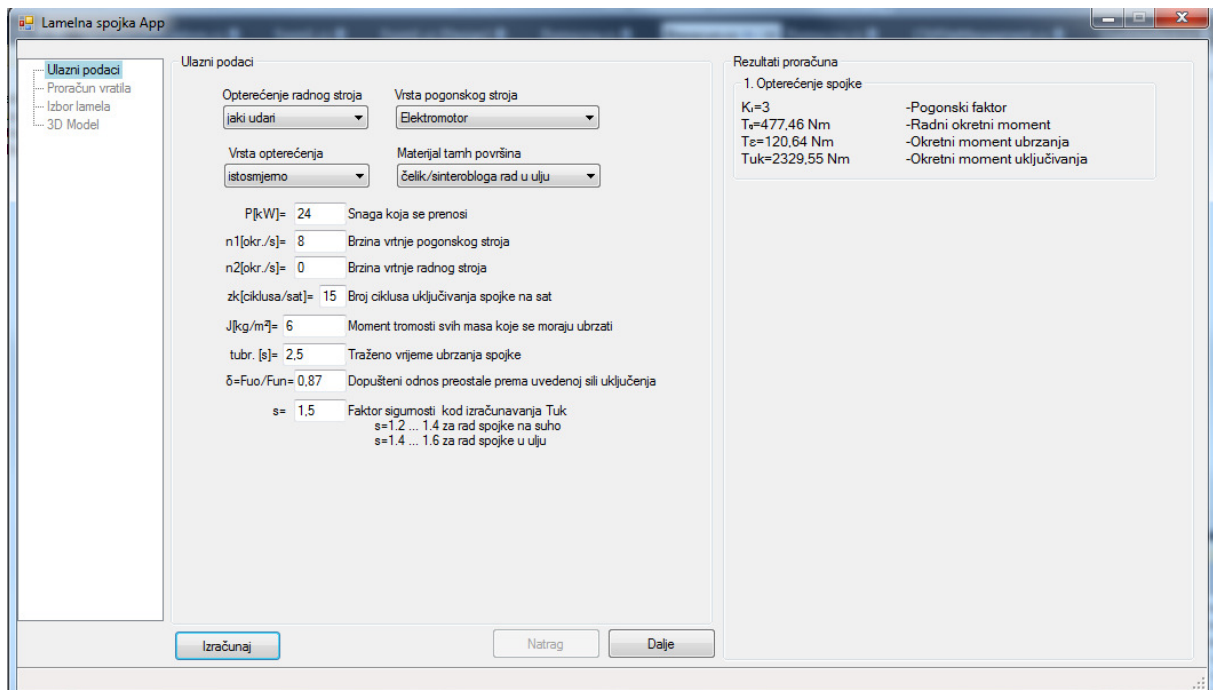 Lamelna spojka App
Ulazni podaci
Proračun vratila
Izbor lamela
3D Model
Ulazni podaci
Opterećenje radnog stroja
Vrsta pogonskog stroja
jaki udari
Elektromotor
Vrsta opterećenja
Materijal tarnh površina
istosmjerno
čelik/sinterobloga rad u ulju
P[kW]= 24 Snaga koja se prenosi
n1[okr./s]= 8 Brzina vrtnje pogonskog stroja
n2[okr./s]= 0 Brzina vrtnje radnog stroja
zk[ciklusa/sat]= 15 Broj ciklusa uključivanja spojke na sat
J[kg/m²]= 6 Moment tromosti svih masa koje se moraju ubrzati
tubr. [s]= 2,5 Traženo vrijeme ubrzanja spojke
δ=Fuo/Fun= 0,87 Dopušteni odnos preostale prema uvedenoj sili uključenja
s= 1,5 Faktor sigurnosti kod izračunavanja Tuk
s=1.2 ... 1.4 za rad spojke na suho
s=1.4 ... 1.6 za rad spojke u ulju
Izračunaj
Natrag
Dalje
Rezultati proračuna
1. Opterećenje spojke
Kᵢ=3 -Pogonski faktor
Tₑ=477,46 Nm -Radni okretni moment
Tε=120,64 Nm -Okretni moment ubrzanja
Tuk=2329,55 Nm -Okretni moment uključivanja